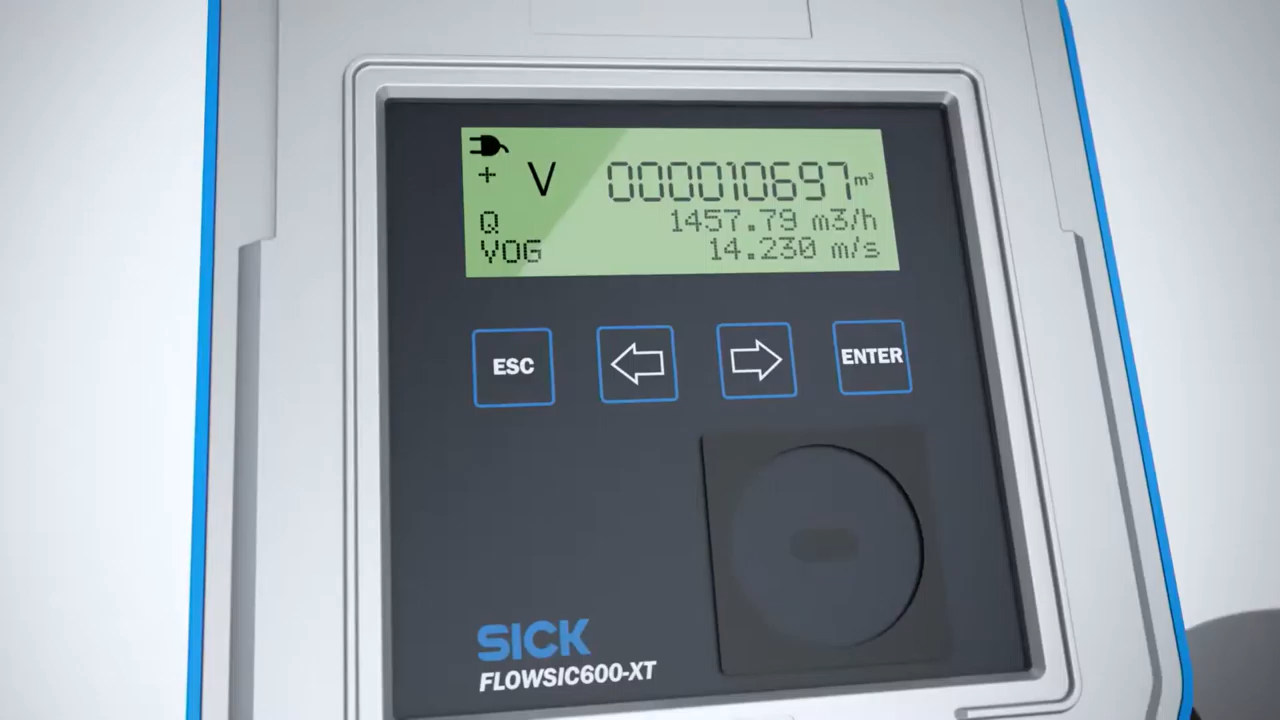 + V 000010697 m³
Q 1457.79 m3/h
VOG 14.230 m/s
ESC
ENTER
SICK
FLOWSIC600-XT